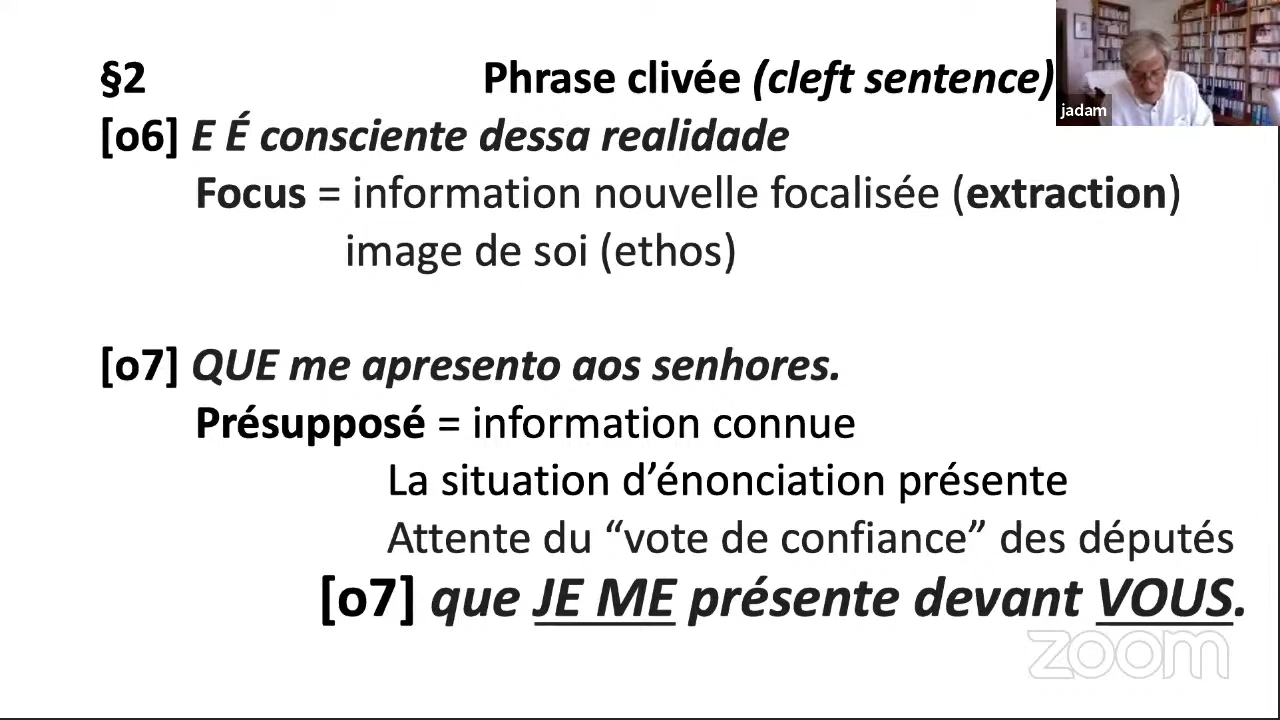 §2 Phrase clivée (cleft sentence)
jadam
[o6] E É consciente dessa realidade
Focus = information nouvelle focalisée (extraction)
image de soi (ethos)
[o7] QUE me apresento aos senhores.
Présupposé = information connue
La situation d’énonciation présente
Attente du “vote de confiance” des députés
[o7] que JE ME présente devant VOUS.
zoom